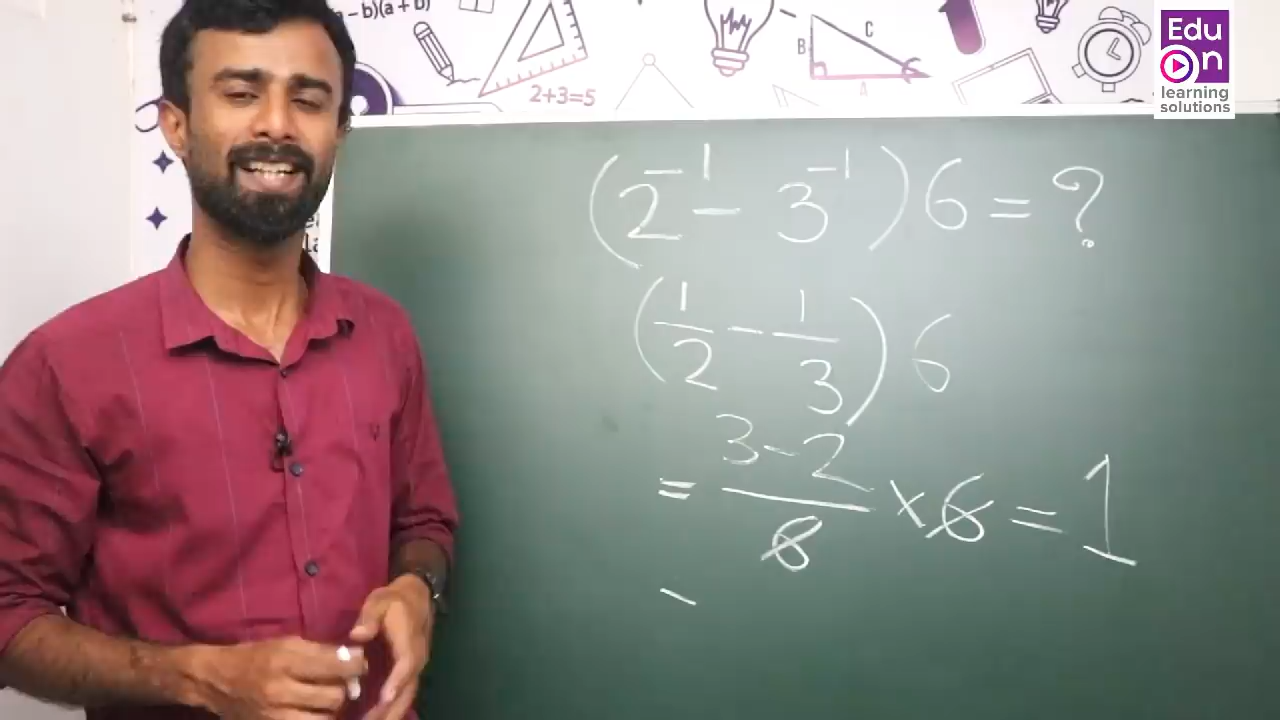 - b)(a + b)
2+3=5
B
C
A
Edu
On
learning
solutions
(2⁻¹ - 3⁻¹) 6 = ?
(1/2 - 1/3) 6
= (3-2)/6 × 6 = 1